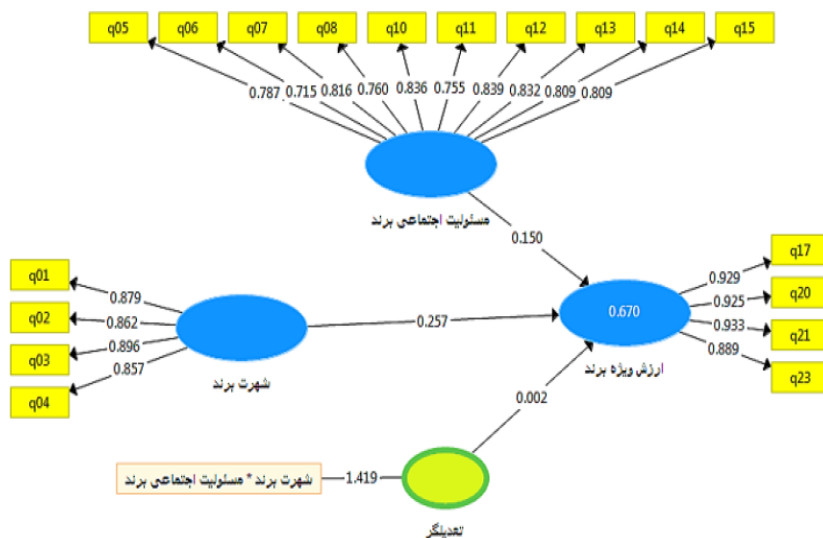 q05 q06 q07 q08 q10 q11 q12 q13 q14 q15
0.787 0.715 0.816 0.760 0.836 0.755 0.839 0.832 0.809 0.809
مسئولیت اجتماعی برند
0.150
q01
q02
q03
q04
0.879
0.862
0.896
0.857
شهرت برند
0.257
0.670
ارزش ویژه برند
0.929
0.925
0.933
0.889
q17
q20
q21
q23
0.002
شهرت برند * مسئولیت اجتماعی برند
1.419
تعدیلگر